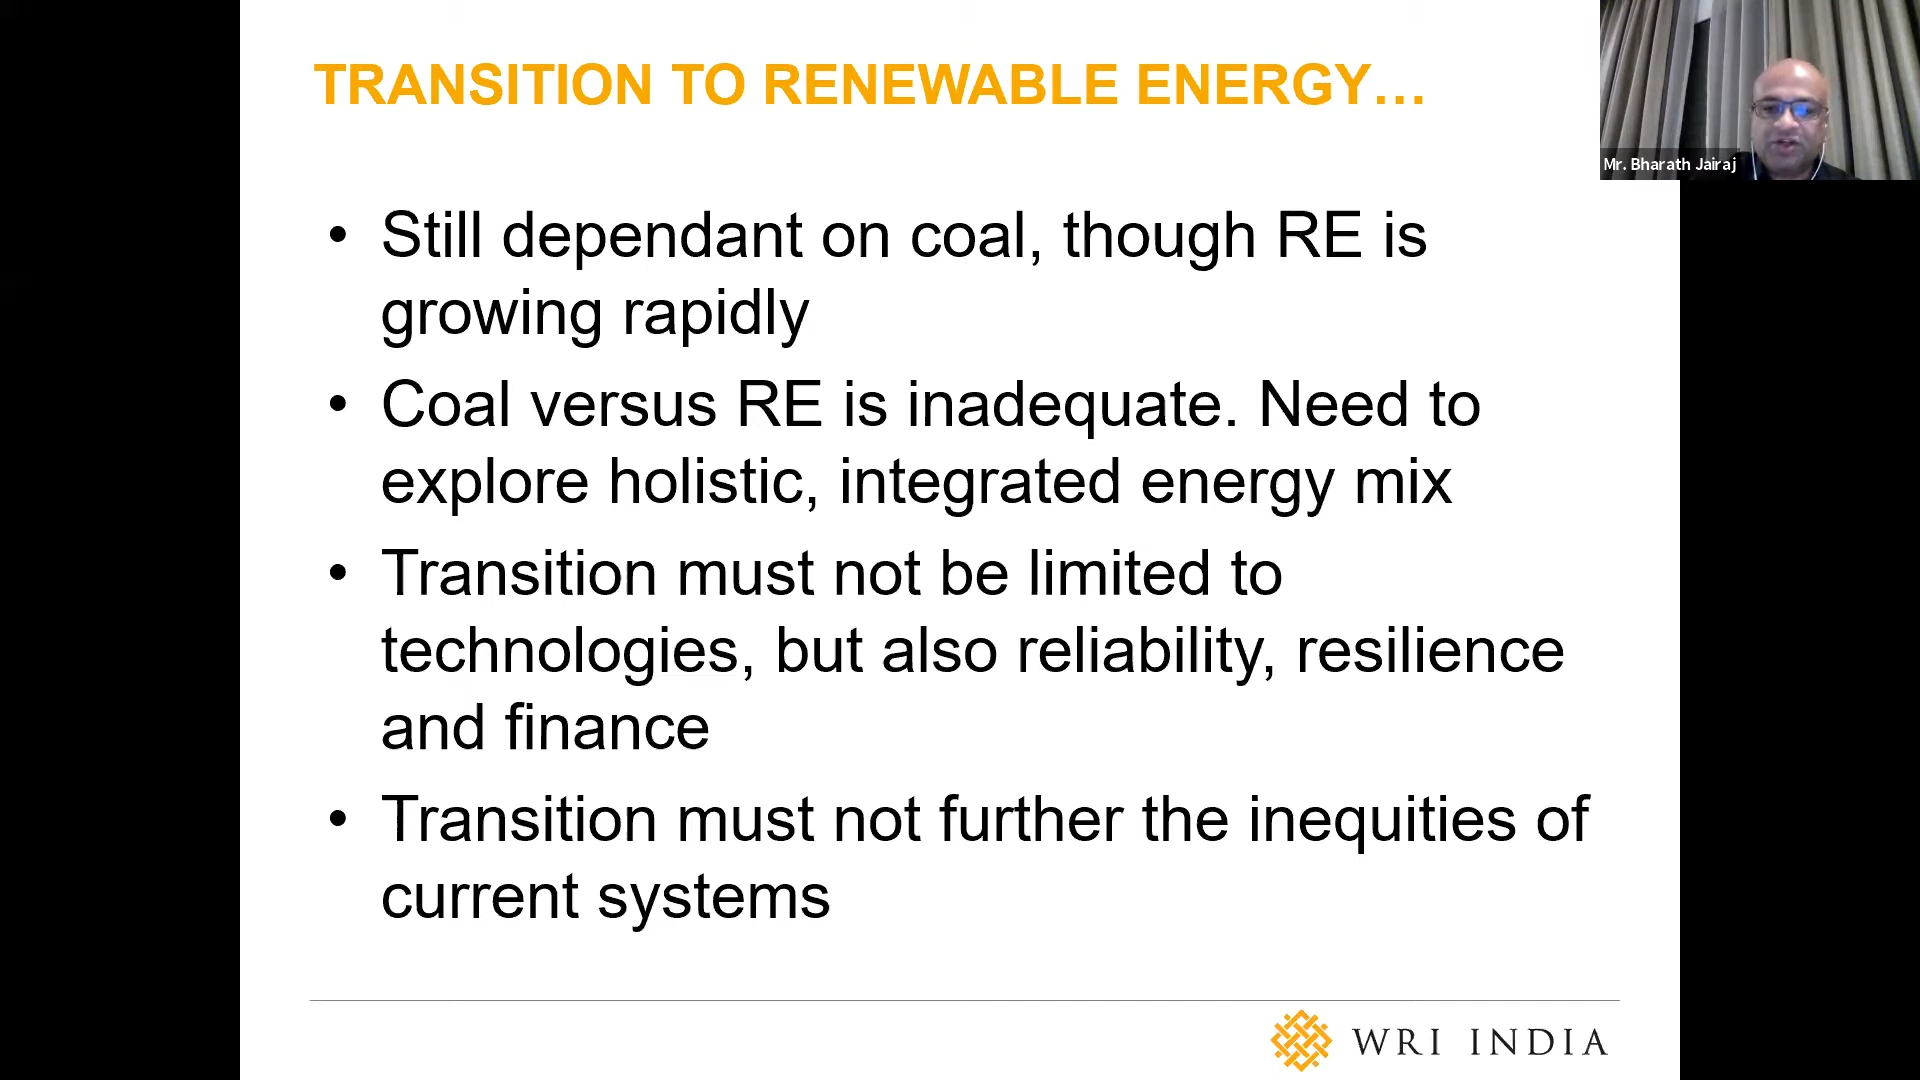 TRANSITION TO RENEWABLE ENERGY…
Mr. Bharath Jairaj
• Still dependant on coal, though RE is
growing rapidly
• Coal versus RE is inadequate. Need to
explore holistic, integrated energy mix
• Transition must not be limited to
technologies, but also reliability, resilience
and finance
• Transition must not further the inequities of
current systems
WRI INDIA